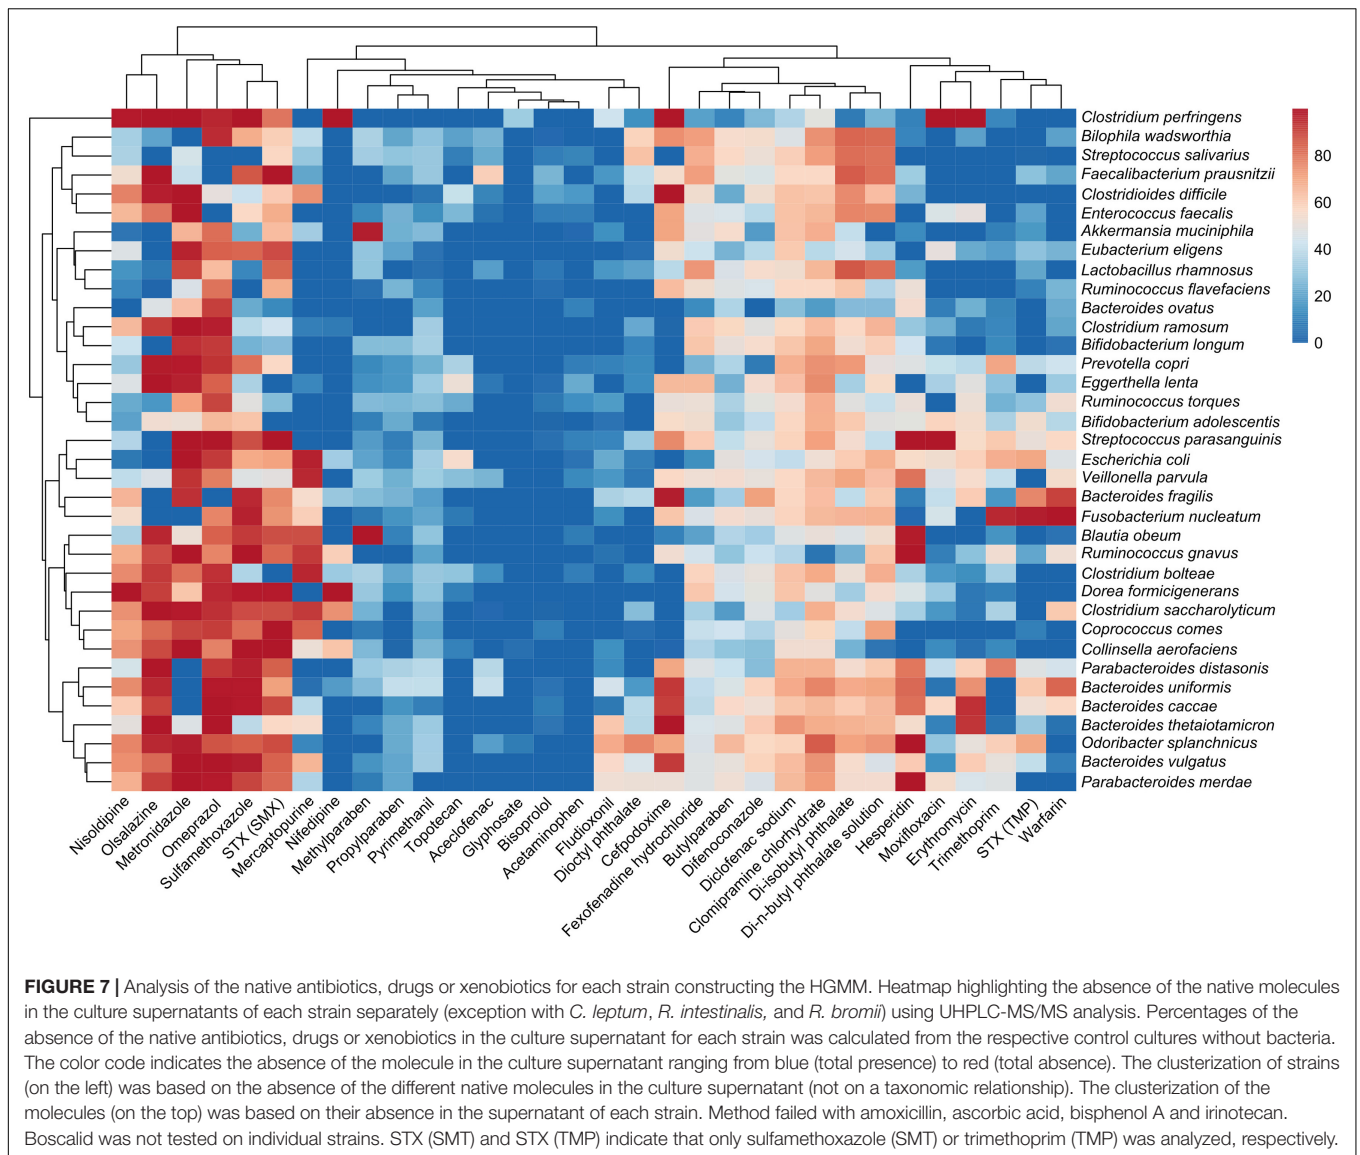 Clostridium perfringens
Bilophila wadsworthia
Streptococcus salivarius
Faecalibacterium prausnitzii
Clostridioides difficile
Enterococcus faecalis
Akkermansia muciniphila
Eubacterium eligens
Lactobacillus rhamnosus
Ruminococcus flavefaciens
Bacteroides ovatus
Clostridium ramosum
Bifidobacterium longum
Prevotella copri
Eggerthella lenta
Ruminococcus torques
Bifidobacterium adolescentis
Streptococcus parasanguinis
Escherichia coli
Veillonella parvula
Bacteroides fragilis
Fusobacterium nucleatum
Blautia obeum
Ruminococcus gnavus
Clostridium bolteae
Dorea formicigenerans
Clostridium saccharolyticum
Coprococcus comes
Collinsella aerofaciens
Parabacteroides distasonis
Bacteroides uniformis
Bacteroides caccae
Bacteroides thetaiotamicron
Odoribacter splanchnicus
Bacteroides vulgatus
Parabacteroides merdae
80
60
40
20
0
Nisoldipine
Olsalazine
Metronidazole
Omeprazol
Sulfamethoxazole
STX (SMX)
Mercaptopurine
Nifedipine
Methylparaben
Propylparaben
Pyrimethanil
Topotecan
Aceclofenac
Glyphosate
Bisoprolol
Acetaminophen
Fludioxonil
Dioctyl phthalate
Cefpodoxime
Fexofenadine hydrochloride
Butylparaben
Difenoconazole
Diclofenac sodium
Clomipramine chlorhydrate
Di-isobutyl phthalate
Di-n-butyl phthalate solution
Hesperidin
Moxifloxacin
Erythromycin
Trimethoprim
STX (TMP)
Warfarin
FIGURE 7 | Analysis of the native antibiotics, drugs or xenobiotics for each strain constructing the HGMM. Heatmap highlighting the absence of the native molecules
in the culture supernatants of each strain separately (exception with C. leptum, R. intestinalis, and R. bromii) using UHPLC-MS/MS analysis. Percentages of the
absence of the native antibiotics, drugs or xenobiotics in the culture supernatant for each strain was calculated from the respective control cultures without bacteria.
The color code indicates the absence of the molecule in the culture supernatant ranging from blue (total presence) to red (total absence). The clusterization of strains
(on the left) was based on the absence of the different native molecules in the culture supernatant (not on a taxonomic relationship). The clusterization of the
molecules (on the top) was based on their absence in the supernatant of each strain. Method failed with amoxicillin, ascorbic acid, bisphenol A and irinotecan.
Boscalid was not tested on individual strains. STX (SMT) and STX (TMP) indicate that only sulfamethoxazole (SMT) or trimethoprim (TMP) was analyzed, respectively.